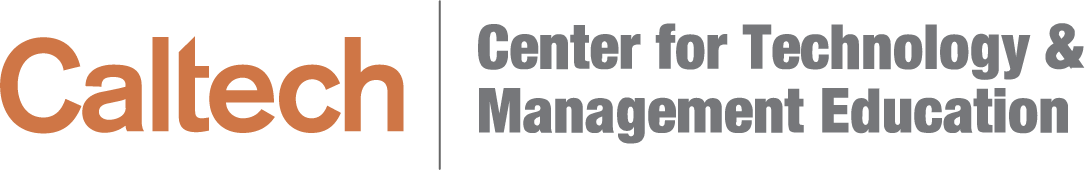 Caltech
Center for Technology &
Management Education